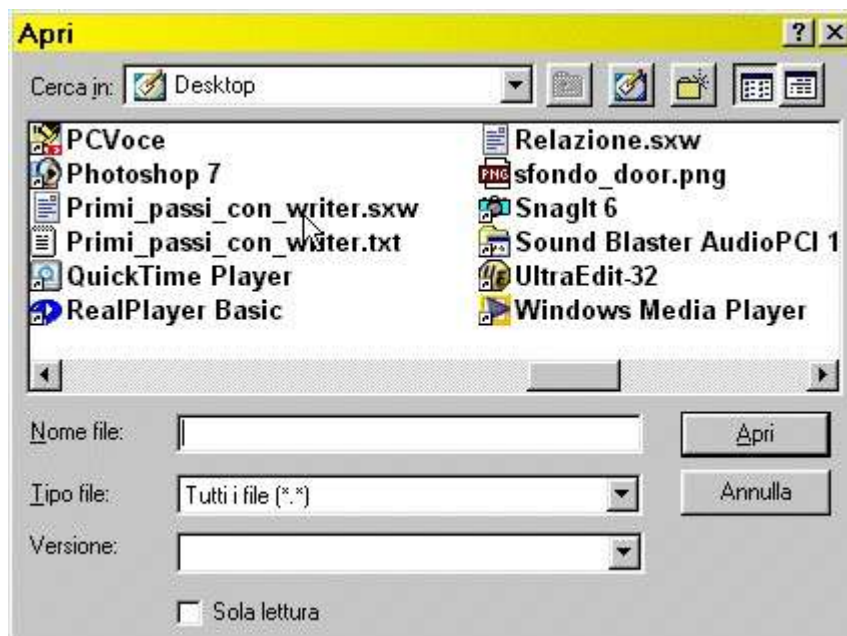 Apri
Cerca in: Desktop
PCVoce
Photoshop 7
Primi_passi_con_writer.sxw
Primi_passi_con_writer.txt
QuickTime Player
RealPlayer Basic
Relazione.sxw
PNG sfondo_door.png
SnagIt 6
Sound Blaster AudioPCI 1
UltraEdit-32
Windows Media Player
Nome file:
Apri
Tipo file: Tutti i file (*.*)
Annulla
Versione:
Sola lettura